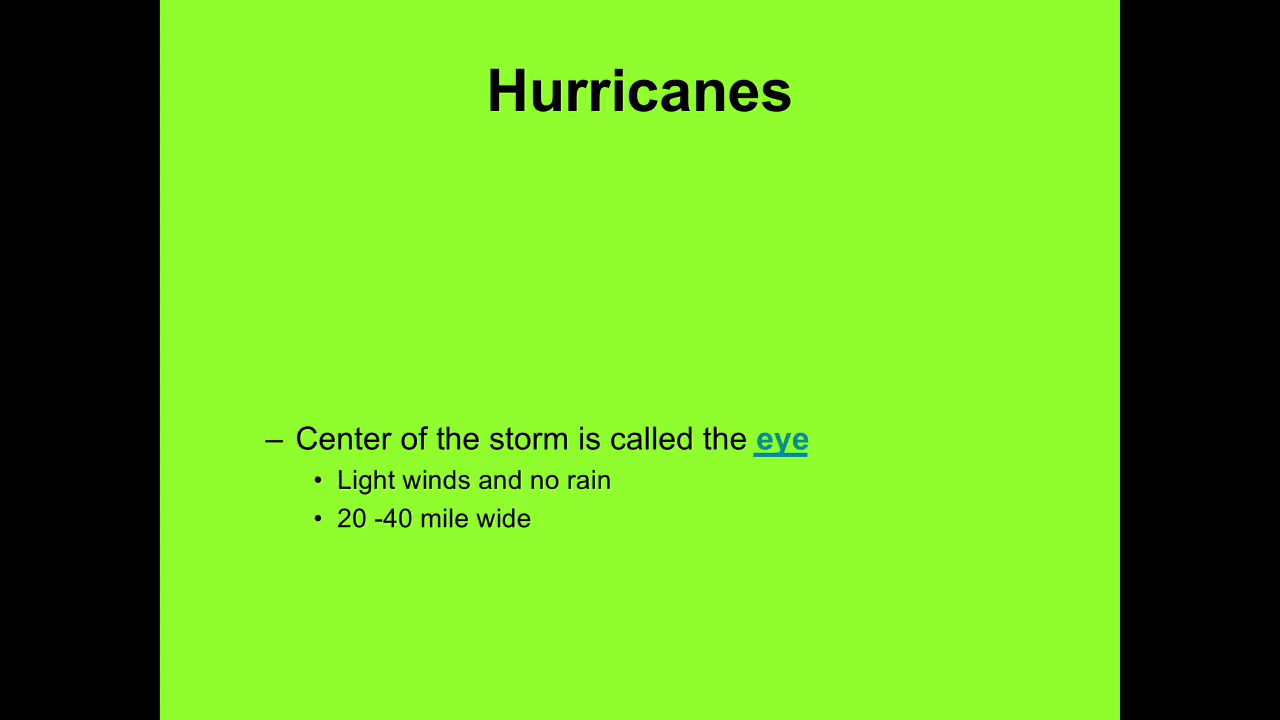 Hurricanes
– Center of the storm is called the eye
• Light winds and no rain
• 20 -40 mile wide